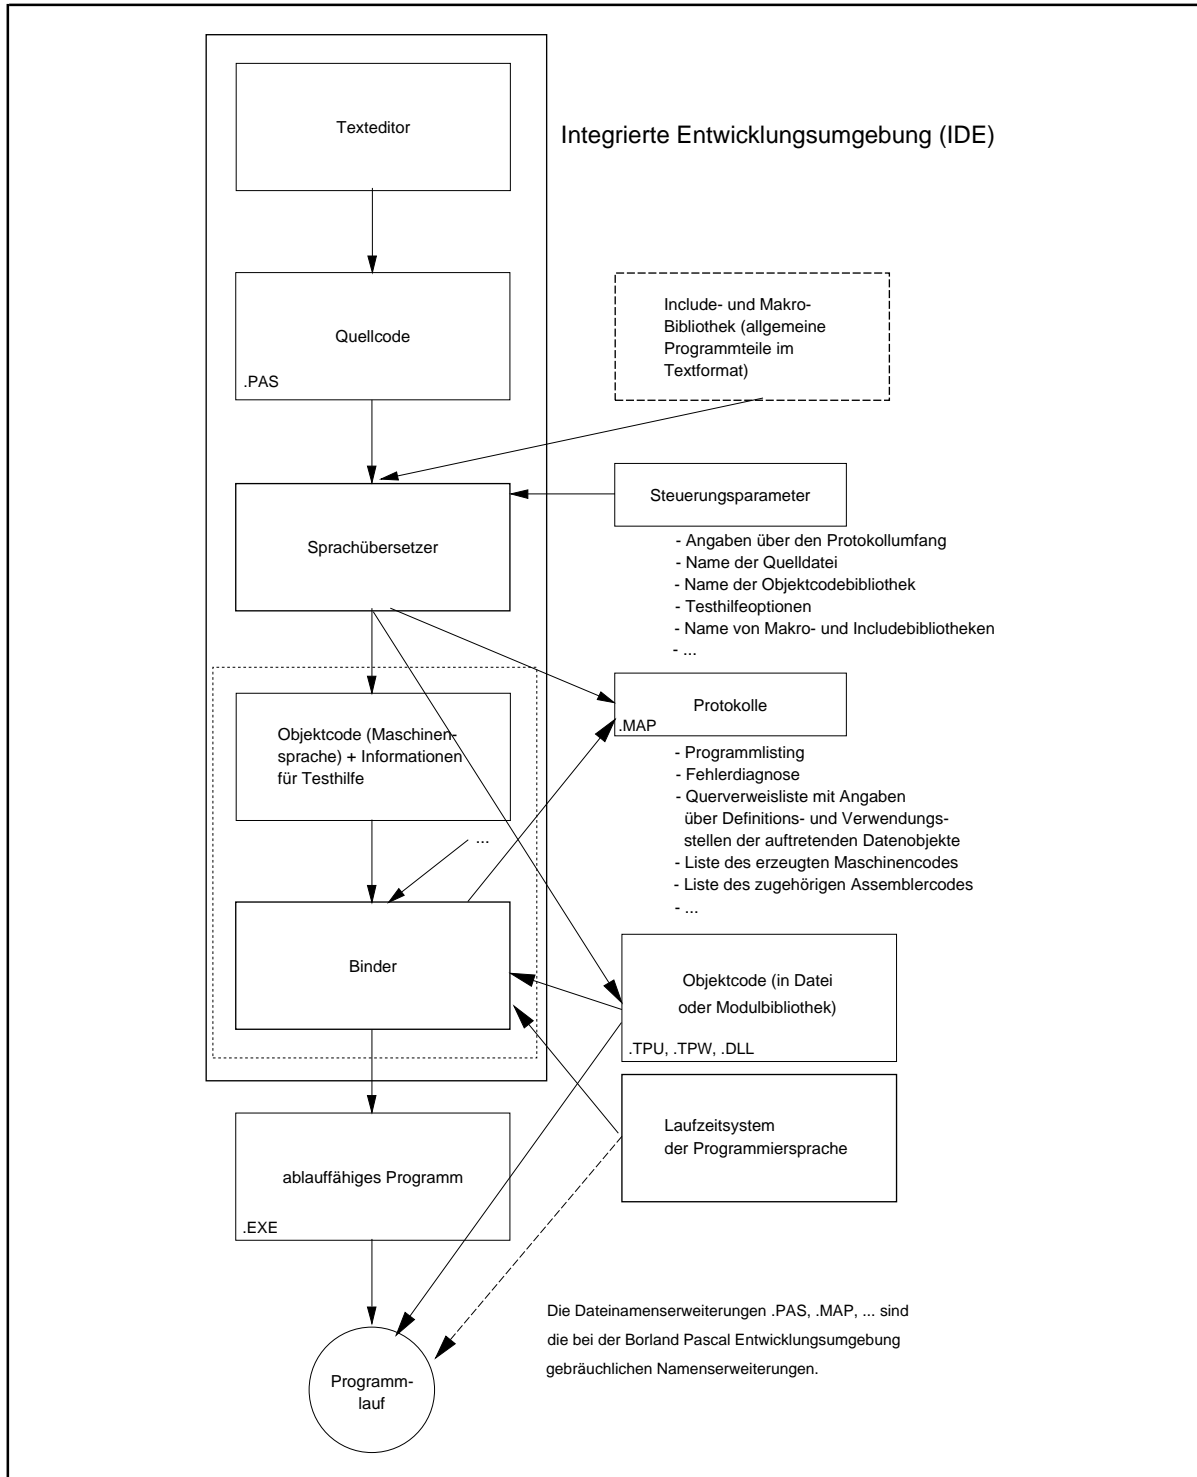 Texteditor
Integrierte Entwicklungsumgebung (IDE)
Quellcode
.PAS
Include- und Makro-
Bibliothek (allgemeine
Programmteile im
Textformat)
Steuerungsparameter
- Angaben über den Protokollumfang
- Name der Quelldatei
- Name der Objektcodebibliothek
- Testhilfeoptionen
- Name von Makro- und Includebibliotheken
- ...
Sprachübersetzer
Protokolle
.MAP
- Programmlisting
- Fehlerdiagnose
- Querverweisliste mit Angaben
über Definitions- und Verwendungs-
stellen der auftretenden Datenobjekte
- Liste des erzeugten Maschinencodes
- Liste des zugehörigen Assemblercodes
- ...
Objektcode (Maschinen-
sprache) + Informationen
für Testhilfe
...
Binder
Objektcode (in Datei
oder Modulbibliothek)
.TPU, .TPW, .DLL
Laufzeitsystem
der Programmiersprache
ablauffähiges Programm
.EXE
Die Dateinamenserweiterungen .PAS, .MAP, ... sind
die bei der Borland Pascal Entwicklungsumgebung
gebräuchlichen Namenserweiterungen.
Programm-
lauf